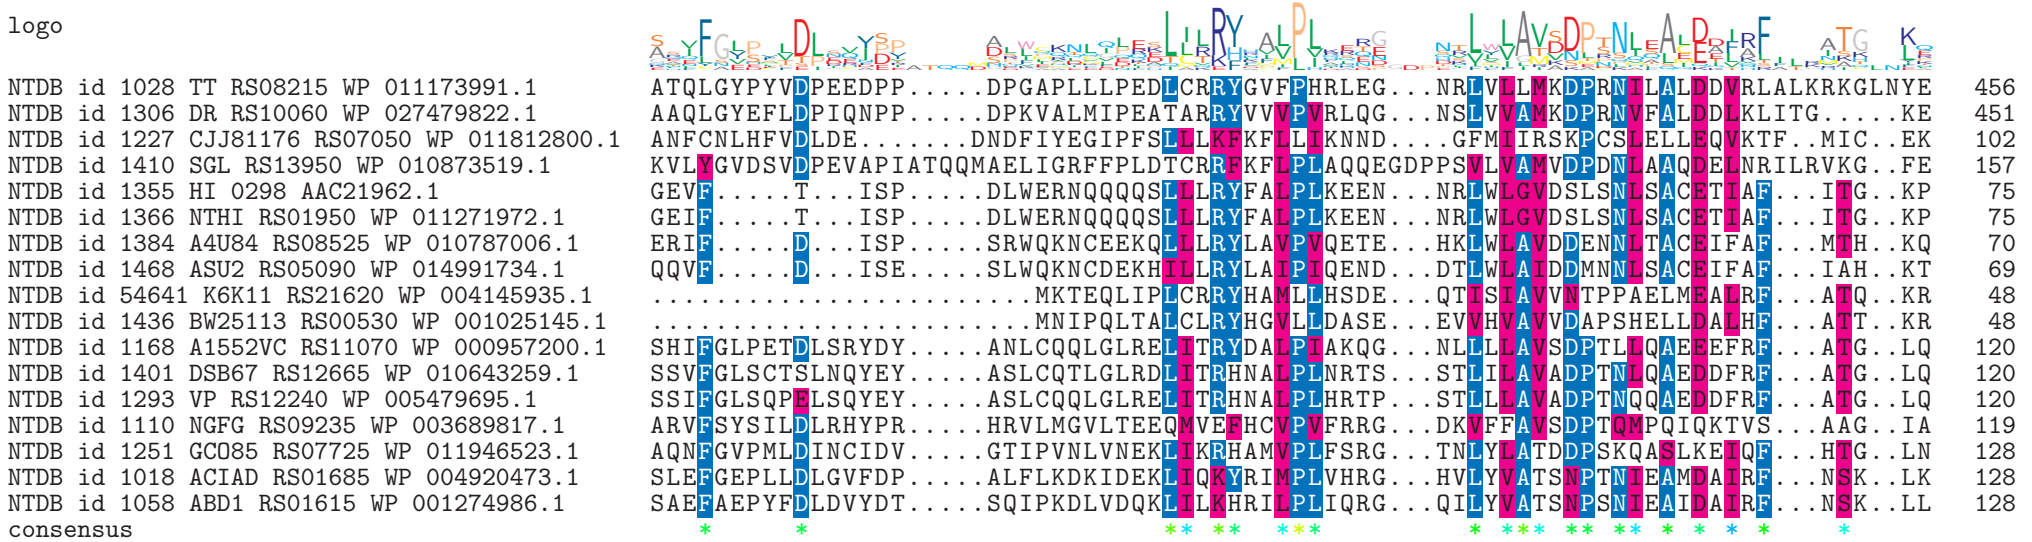 logo
NTDB id 1028 TT RS08215 WP 011173991.1 ATQLGYPYVDPEEDPP.....DPGAPLLLPEDLCRRYGVFPHRLEG...NRLVLLMKDPRNILALDDVRLALKRKGLNYE 456
NTDB id 1306 DR RS10060 WP 027479822.1 AAQLGYEFLDPIQNPP.....DPKVALMIPEATARRYVVVPVRLQG...NSLVVAMKDPRNVFALDDLKLITG.....KE 451
NTDB id 1227 CJJ81176 RS07050 WP 011812800.1 ANFCNLHFVDLDE........DNDFIYEGIPFSLLLKFKFLLIKNND....GFMIIRSKPCSLELLEQVKTF..MIC..EK 102
NTDB id 1410 SGL RS13950 WP 010873519.1 KVLYGVDSVDPEVAPIATQQMAELIGRFFPLDTCRRFKFLPLAQQEGDPPSVLVAMVDPDNLAAQDELNRILRVKG..FE 157
NTDB id 1355 HI 0298 AAC21962.1 GEVF.....T...ISP.....DLWERNQQQQSLLLRYFALPLKEEN...NRLWLGVDSLSNLSACETIAF...ITG..KP 75
NTDB id 1366 NTHI RS01950 WP 011271972.1 GEIF.....T...ISP.....DLWERNQQQQSLLLRYFALPLKEEN...NRLWLGVDSLSNLSACETIAF...ITG..KP 75
NTDB id 1384 A4U84 RS08525 WP 010787006.1 ERIF.....D...ISP.....SRWQKNCEEKQLLLRYLAVPVQETE...HKLWLAVDDENNLTACEIFAF...MTH..KQ 70
NTDB id 1468 ASU2 RS05090 WP 014991734.1 QQVF.....D...ISE.....SLWQKNCDEKHILLRYLAIPIQEND...DTLWLAIDDMNNLSACEIFAF...IAH..KT 69
NTDB id 54641 K6K11 RS21620 WP 004145935.1 ........................MKTEQLIPLCRRYHAMLLHSDE...QTISIAVVNTPPAELMEALRF...ATQ..KR 48
NTDB id 1436 BW25113 RS00530 WP 001025145.1 ........................MNIPQLTALCLRYHGVLLDASE...EVVHVAVVDAPSHELLDALHF...ATT..KR 48
NTDB id 1168 A1552VC RS11070 WP 000957200.1 SHIFGLPETDLSRYDY.....ANLCQQLGLRELITRYDALPIAKQG...NLLLLAVSDPTLLQAEEEFRF...ATG..LQ 120
NTDB id 1401 DSB67 RS12665 WP 010643259.1 SSVFGLSCTSLNQYEY.....ASLCQTLGLRDLITRHNALPLNRTS...STLILAVADPTNLQAEDDFRF...ATG..LQ 120
NTDB id 1293 VP RS12240 WP 005479695.1 SSIFGLSQPELSQYEY.....ASLCQQLGLRELITRHNALPLHRTP...STLLLAVADPTNQQAEDDFRF...ATG..LQ 120
NTDB id 1110 NGFG RS09235 WP 003689817.1 ARVFSYSILDLRHYPR.....HRVLMGVLTEEQMVEFHCVPVFRRG...DKVFFAVSDPTQMPQIQKTVS...AAG..IA 119
NTDB id 1251 GCO85 RS07725 WP 011946523.1 AQNFGVPMLDINCIDV.....GTIPVNLVNEKLIKRHAMVPLFSRG...TNLYLATDDPSKQASLKEIQF...HTG..LN 128
NTDB id 1018 ACIAD RS01685 WP 004920473.1 SLEFGEPLLDLGVFDP.....ALFLKDKIDEKLIQKYRIMPLVHRG...HVLYVATSNPTNIEAMDAIRF...NSK..LK 128
NTDB id 1058 ABD1 RS01615 WP 001274986.1 SAEFAEPYFDLDVYDT.....SQIPKDLVDQKLILKHRILPLIQRG...QILYVATSNPSNIEAIDAIRF...NSK..LL 128
consensus * * ** ** *** * *** ** ** * * * * *